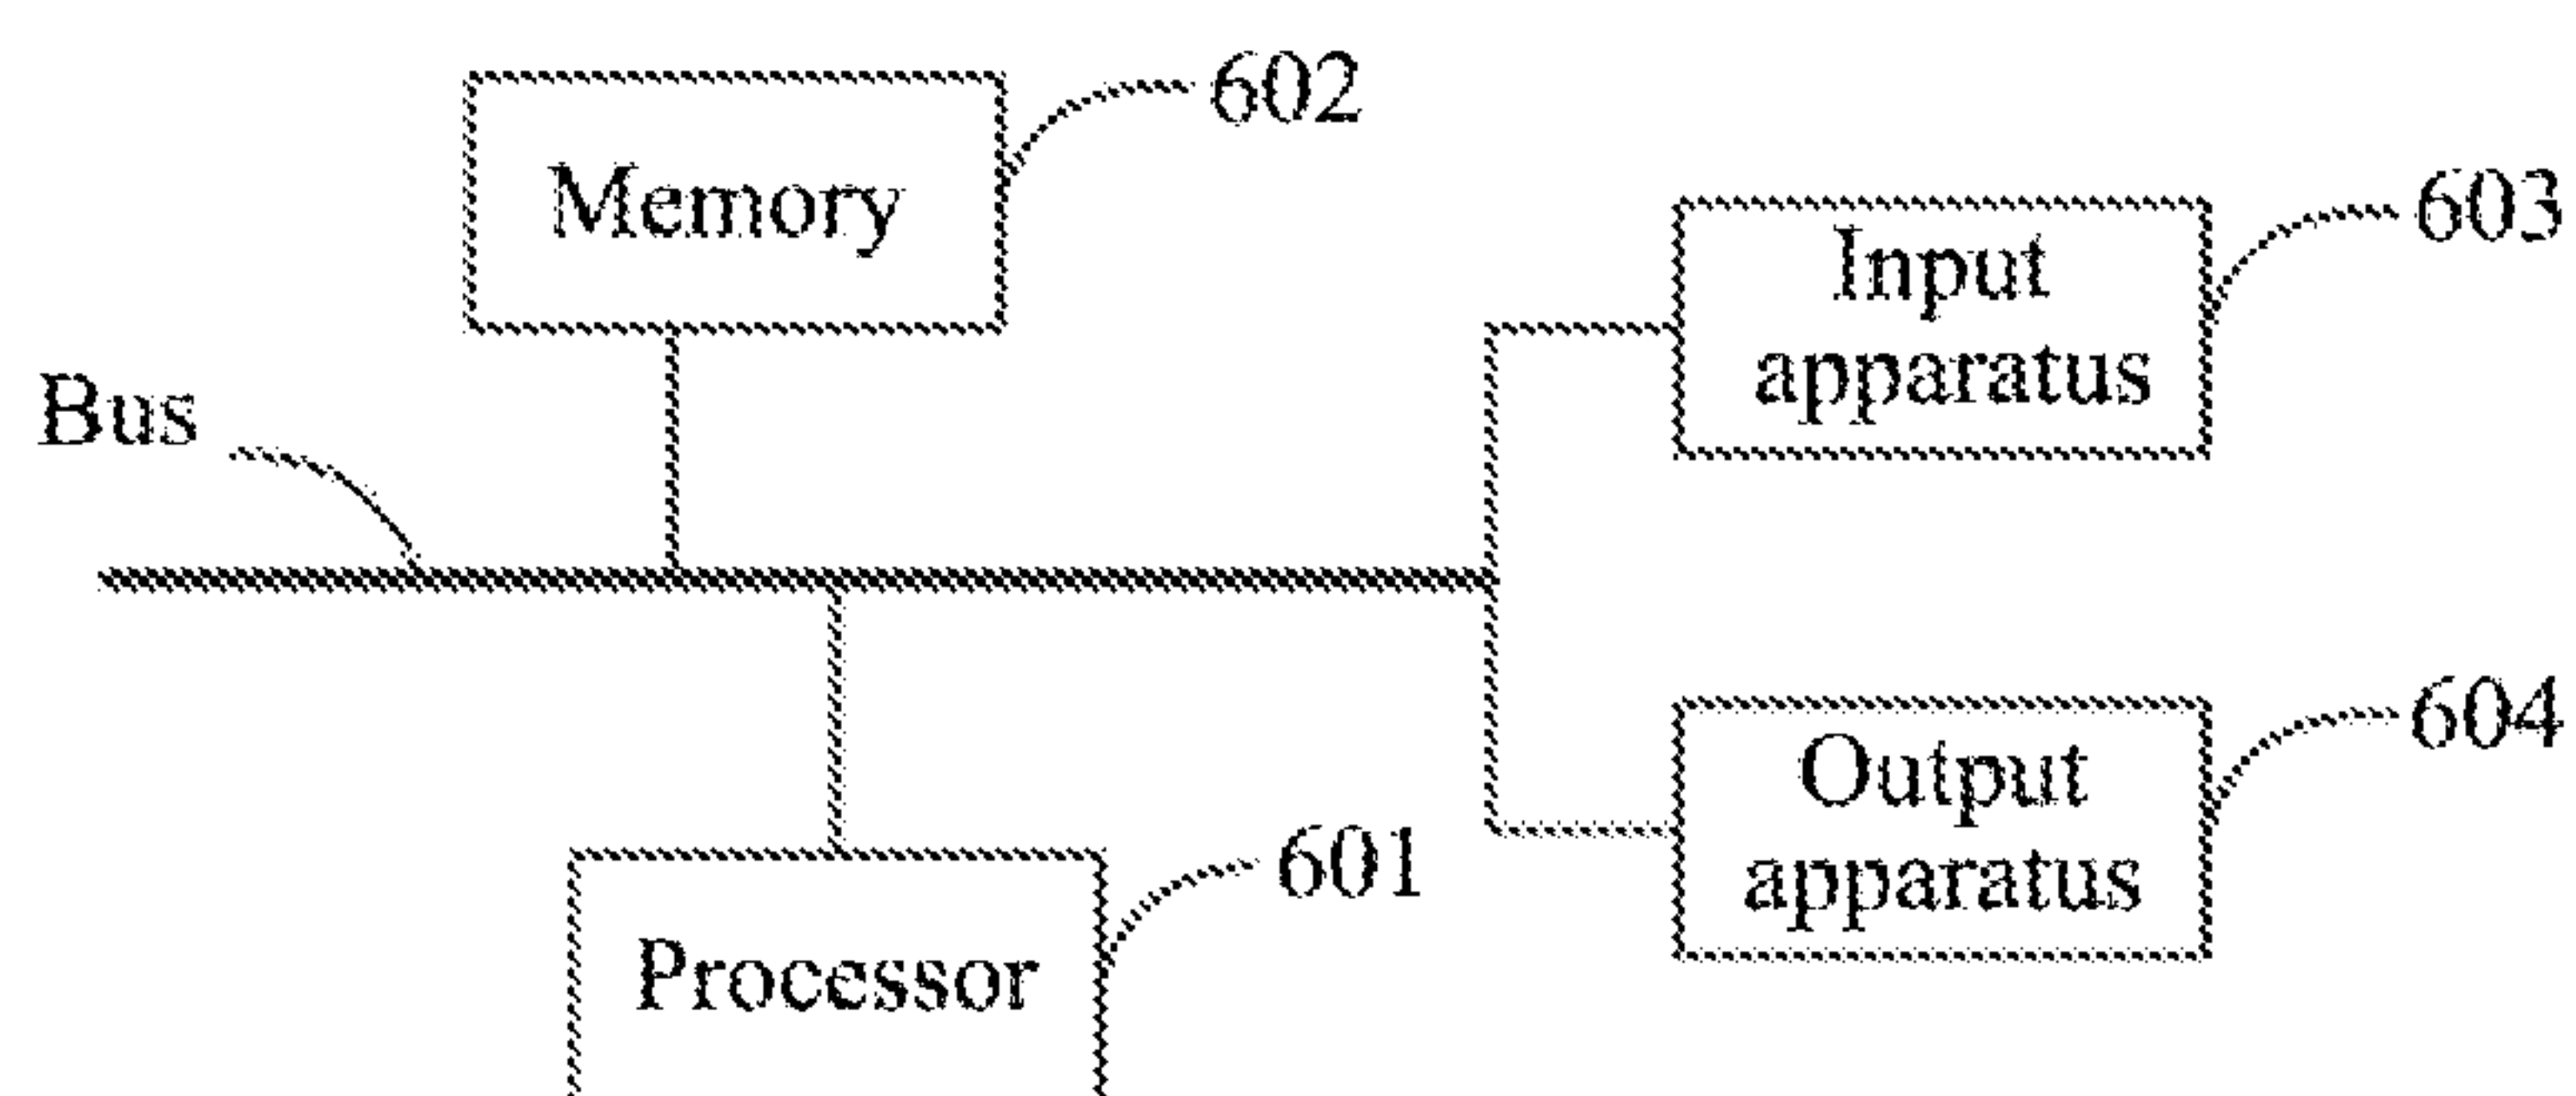 602
Memory
603
Input
apparatus
Bus
604
Output
apparatus
601
Processor